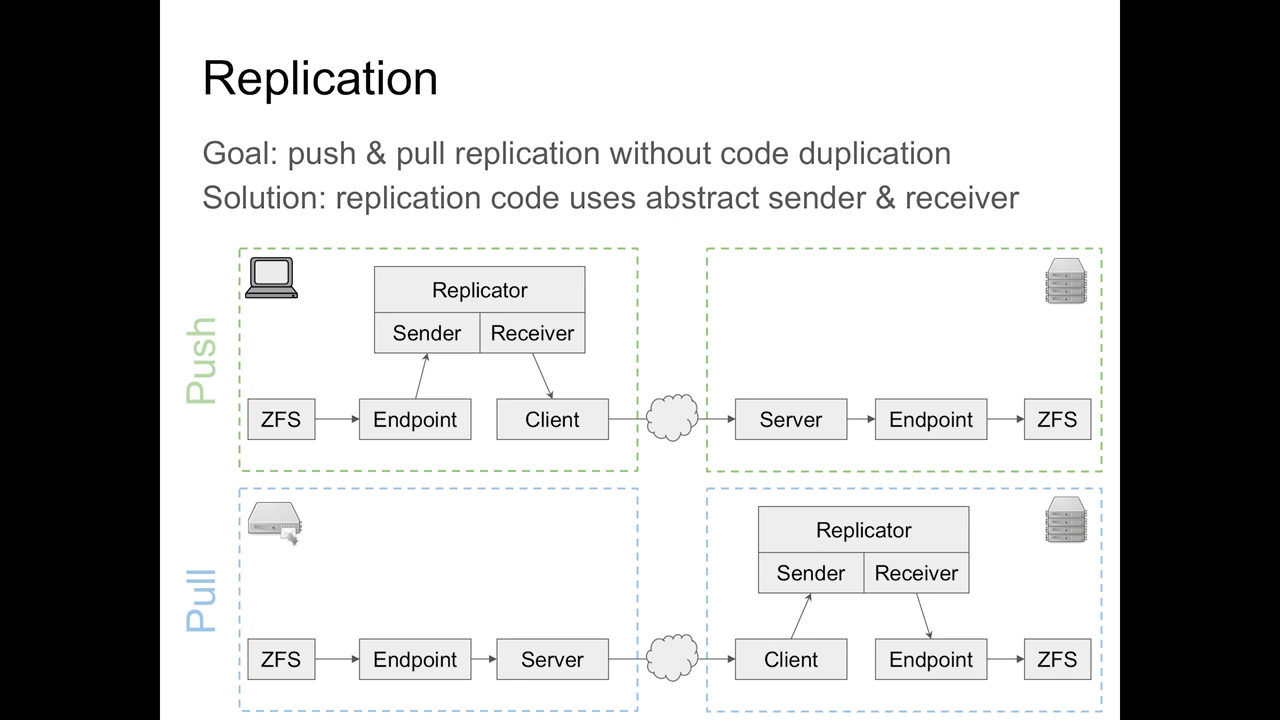 Replication
Goal: push & pull replication without code duplication
Solution: replication code uses abstract sender & receiver
Push
Replicator
Sender
Receiver
ZFS
Endpoint
Client
Server
Endpoint
ZFS
Pull
Replicator
Sender
Receiver
ZFS
Endpoint
Server
Client
Endpoint
ZFS